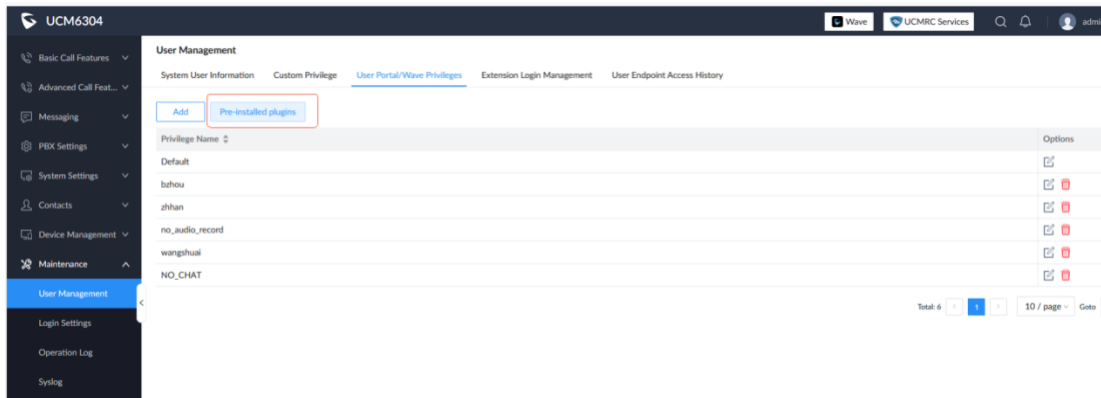 UCM6304
Wave
UCMRC Services
admi
Basic Call Features
Advanced Call Feat...
Messaging
PBX Settings
System Settings
Contacts
Device Management
Maintenance
User Management
Login Settings
Operation Log
Syslog
User Management
System User Information Custom Privilege User Portal/Wave Privileges Extension Login Management User Endpoint Access History
Add Pre-installed plugins
Privilege Name Options
Default
bzhou
zhhan
no_audio_record
wangshuai
NO_CHAT
Total: 6 < 1 > 10 / page Goto